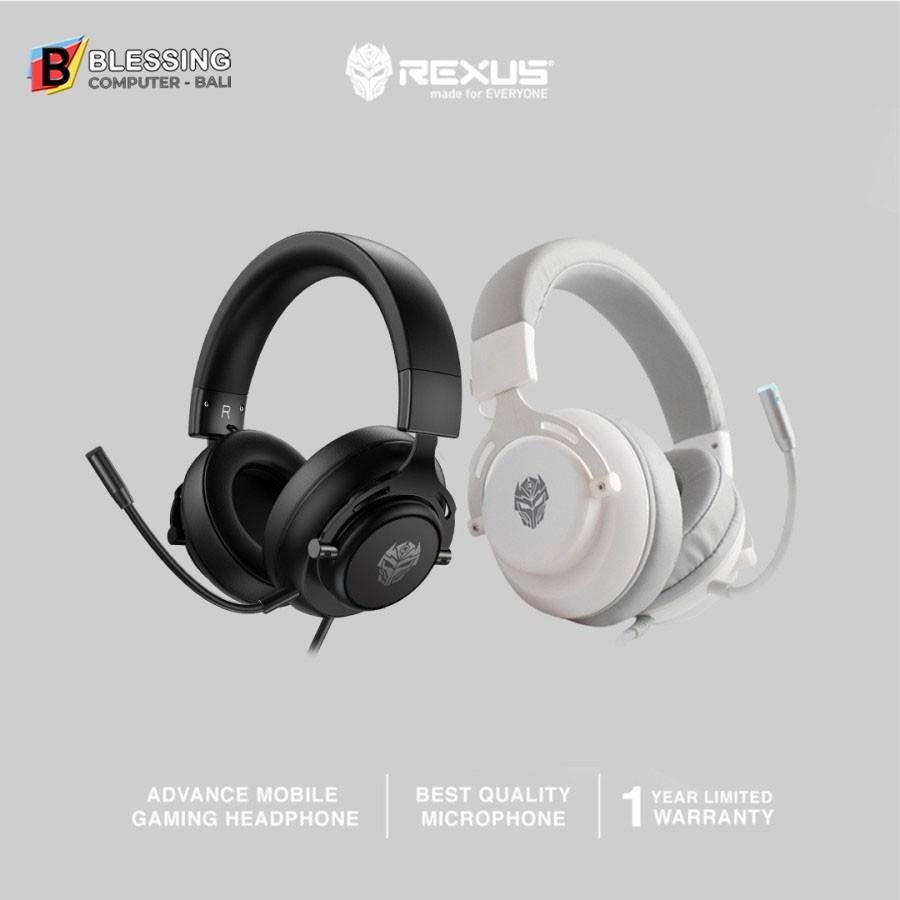 B BLESSING
COMPUTER - BALI
REXUS®
made for EVERYONE
R
ADVANCE MOBILE
GAMING HEADPHONE
BEST QUALITY
MICROPHONE
1 YEAR LIMITED
WARRANTY